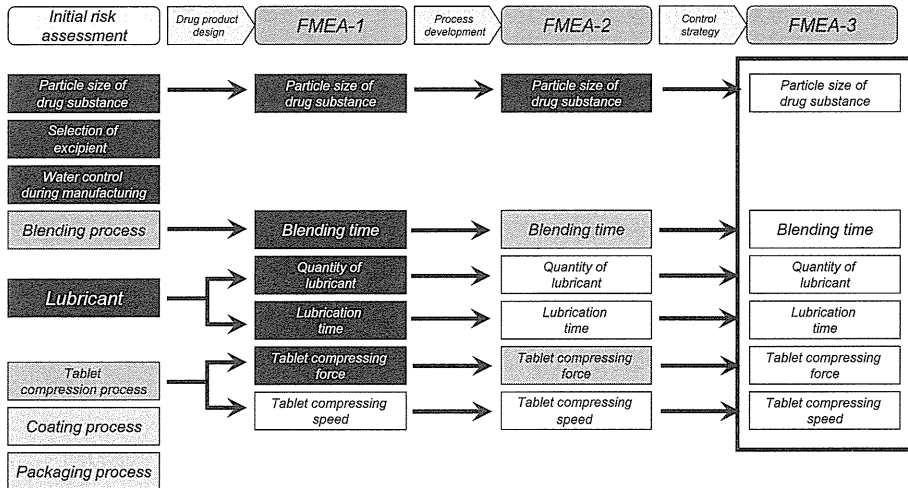 Initial risk
assessment
Drug product
design
FMEA-1
Process
development
FMEA-2
Control
strategy
FMEA-3
Particle size of
drug substance
Particle size of
drug substance
Particle size of
drug substance
Particle size of
drug substance
Selection of
excipient
Water control
during manufacturing
Blending process
Blending time
Blending time
Blending time
Lubricant
Quantity of
lubricant
Quantity of
lubricant
Quantity of
lubricant
Lubrication
time
Lubrication
time
Lubrication
time
Tablet
compression process
Tablet compressing
force
Tablet compressing
force
Tablet compressing
force
Tablet compressing
speed
Tablet compressing
speed
Tablet compressing
speed
Coating process
Packaging process